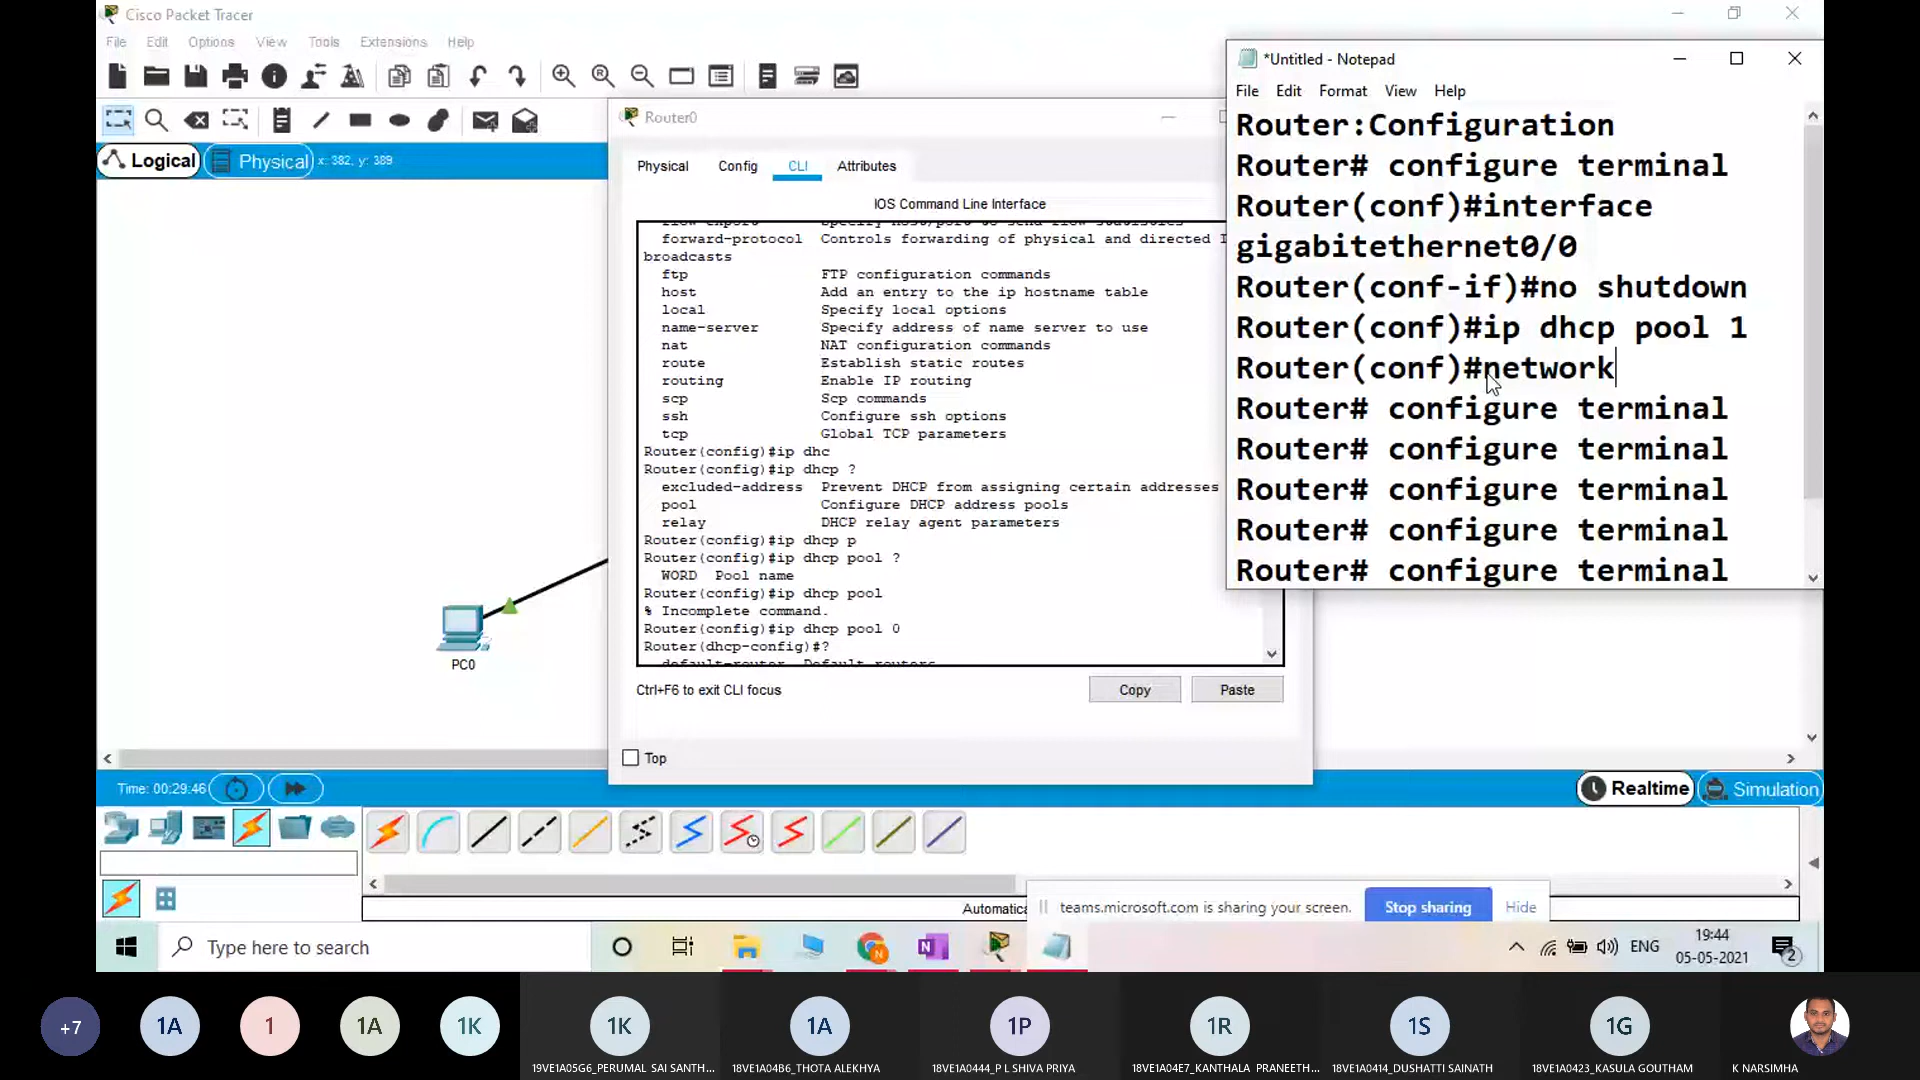 Cisco Packet Tracer
File Edit Options View Tools Extensions Help
Logical Physical x: 382, y: 389
Router0
Physical Config CLI Attributes
IOS Command Line Interface
forward-protocol Controls forwarding of physical and directed I
broadcasts
ftp FTP configuration commands
host Add an entry to the ip hostname table
local Specify local options
name-server Specify address of name server to use
nat NAT configuration commands
route Establish static routes
routing Enable IP routing
scp Scp commands
ssh Configure ssh options
tcp Global TCP parameters
Router(config)#ip dhc
Router(config)#ip dhcp ?
excluded-address Prevent DHCP from assigning certain addresses
pool Configure DHCP address pools
relay DHCP relay agent parameters
Router(config)#ip dhcp p
Router(config)#ip dhcp pool ?
WORD Pool name
Router(config)#ip dhcp pool
% Incomplete command.
Router(config)#ip dhcp pool 0
Router(dhcp-config)#?
default-router Default routers
Ctrl+F6 to exit CLI focus
Copy Paste
Top
*Untitled - Notepad
File Edit Format View Help
Router:Configuration
Router# configure terminal
Router(conf)#interface
gigabitethernet0/0
Router(conf-if)#no shutdown
Router(conf)#ip dhcp pool 1
Router(conf)#network
Router# configure terminal
Router# configure terminal
Router# configure terminal
Router# configure terminal
Router# configure terminal
PC0
Time: 00:29:46
Realtime Simulation
Automatica
teams.microsoft.com is sharing your screen. Stop sharing Hide
Type here to search
ENG
19:44
05-05-2021
2
+7 1A 1 1A 1K 1K 1A 1P 1R 1S 1G
19VE1A05G6_PERUMAL SAI SANTH...
18VE1A04B6_THOTA ALEKHYA
18VE1A0444_P L SHIVA PRIYA
18VE1A04E7_KANTHALA PRANEETH...
18VE1A0414_DUSHATTI SAINATH
18VE1A0423_KASULA GOUTHAM
K NARSIMHA